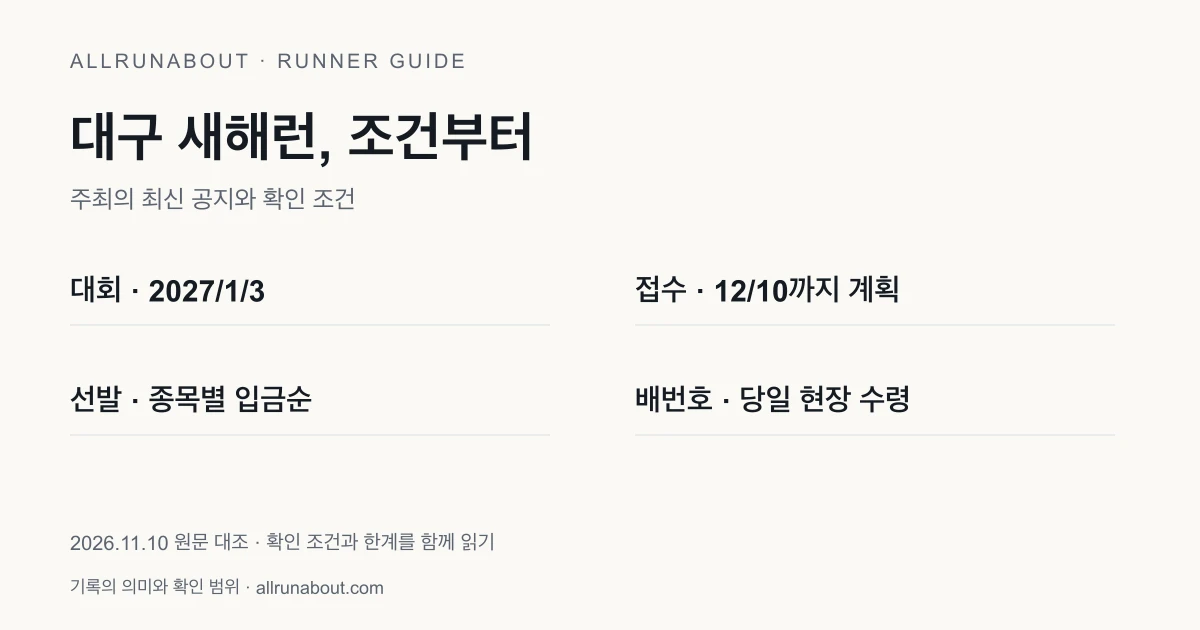 ALLRUNABOUT · RUNNER GUIDE
대구 새해런, 조건부터
주최의 최신 공지와 확인 조건
대회 · 2027/1/3
접수 · 12/10까지 계획
선발 · 종목별 입금순
배번호 · 당일 현장 수령
2026.11.10 원문 대조 · 확인 조건과 한계를 함께 읽기
기록의 의미와 확인 범위 · allrunabout.com